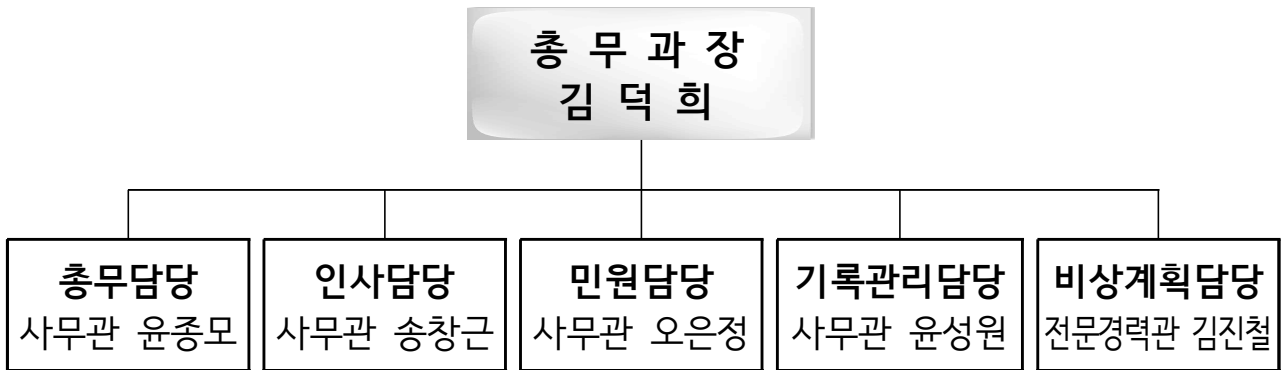 총 무 과 장
김 덕 희
총무담당
사무관 윤종모
인사담당
사무관 송창근
민원담당
사무관 오은정
기록관리담당
사무관 윤성원
비상계획담당
전문경력관 김진철